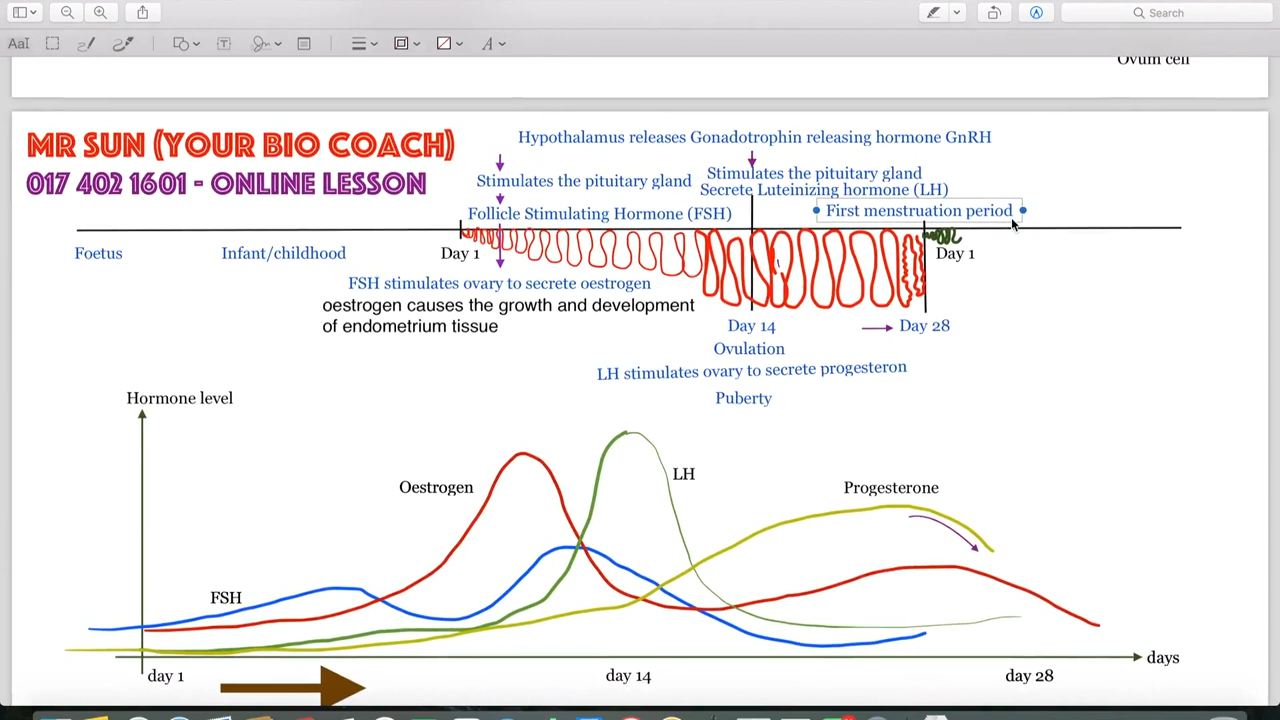 Search
AaI
T
A
Ovum cell
MR SUN (YOUR BIO COACH)
017 402 1601 - ONLINE LESSON
Hypothalamus releases Gonadotrophin releasing hormone GnRH
Stimulates the pituitary gland
Stimulates the pituitary gland
Secrete Luteinizing hormone (LH)
Follicle Stimulating Hormone (FSH)
First menstruation period
Foetus
Infant/childhood
Day 1
Day 1
FSH stimulates ovary to secrete oestrogen
oestrogen causes the growth and development
of endometrium tissue
Day 14
Day 28
Ovulation
LH stimulates ovary to secrete progesteron
Puberty
Hormone level
Oestrogen
LH
Progesterone
FSH
days
day 1
day 14
day 28